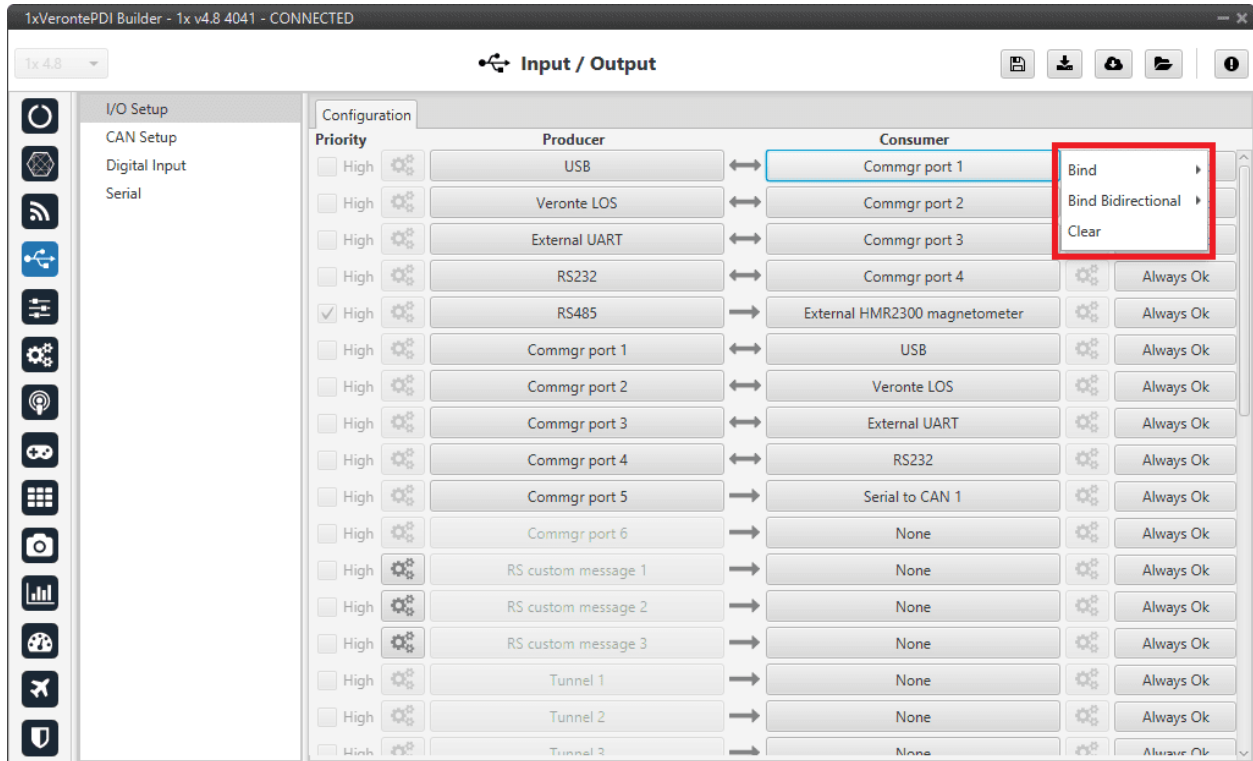 1xVerontePDI Builder - 1x v4.8 4041 - CONNECTED
1x 4.8
Input / Output
I/O Setup
CAN Setup
Digital Input
Serial
Configuration
Priority Producer Consumer
High USB Commgr port 1
Bind
High Veronte LOS Commgr port 2
Bind Bidirectional
High External UART Commgr port 3
Clear
High RS232 Commgr port 4 Always Ok
High RS485 External HMR2300 magnetometer Always Ok
High Commgr port 1 USB Always Ok
High Commgr port 2 Veronte LOS Always Ok
High Commgr port 3 External UART Always Ok
High Commgr port 4 RS232 Always Ok
High Commgr port 5 Serial to CAN 1 Always Ok
High Commgr port 6 None Always Ok
High RS custom message 1 None Always Ok
High RS custom message 2 None Always Ok
High RS custom message 3 None Always Ok
High Tunnel 1 None Always Ok
High Tunnel 2 None Always Ok
High Tunnel 3 None Always Ok